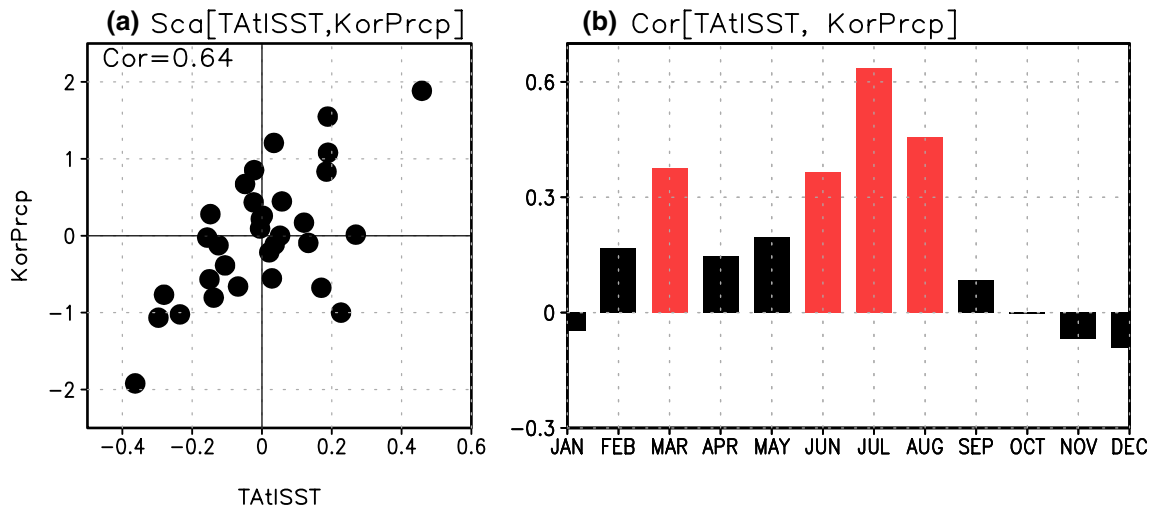 (a) Sca[TAtlSST,KorPrcp]
Cor=0.64
2
1
0
−1
−2
KorPrcp
−0.4 −0.2 0 0.2 0.4 0.6
TAtlSST
(b) Cor[TAtlSST, KorPrcp]
0.6
0.3
0
−0.3
JAN FEB MAR APR MAY JUN JUL AUG SEP OCT NOV DEC